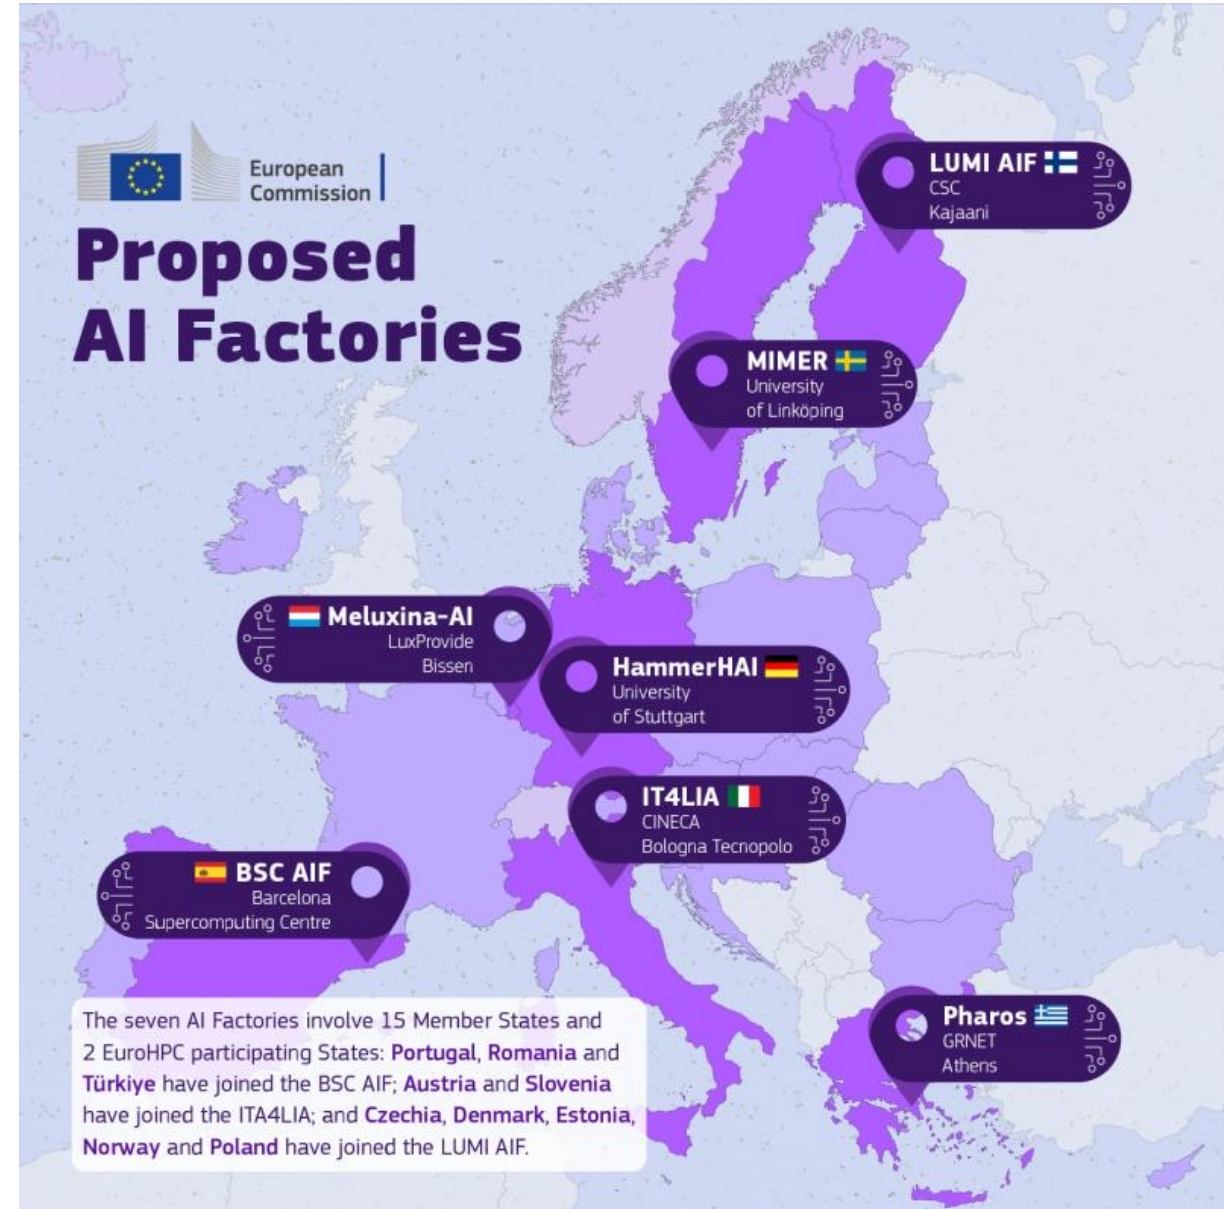 European
Commission
Proposed
AI Factories
LUMI AIF
CSC
Kajaani
MIMER
University
of Linköping
Meluxina-AI
LuxProvide
Bissen
HammerHAI
University
of Stuttgart
IT4LIA
CINECA
Bologna Tecnopolo
BSC AIF
Barcelona
Supercomputing Centre
Pharos
GRNET
Athens
The seven AI Factories involve 15 Member States and
2 EuroHPC participating States: Portugal, Romania and
Türkiye have joined the BSC AIF; Austria and Slovenia
have joined the ITA4LIA; and Czechia, Denmark, Estonia,
Norway and Poland have joined the LUMI AIF.